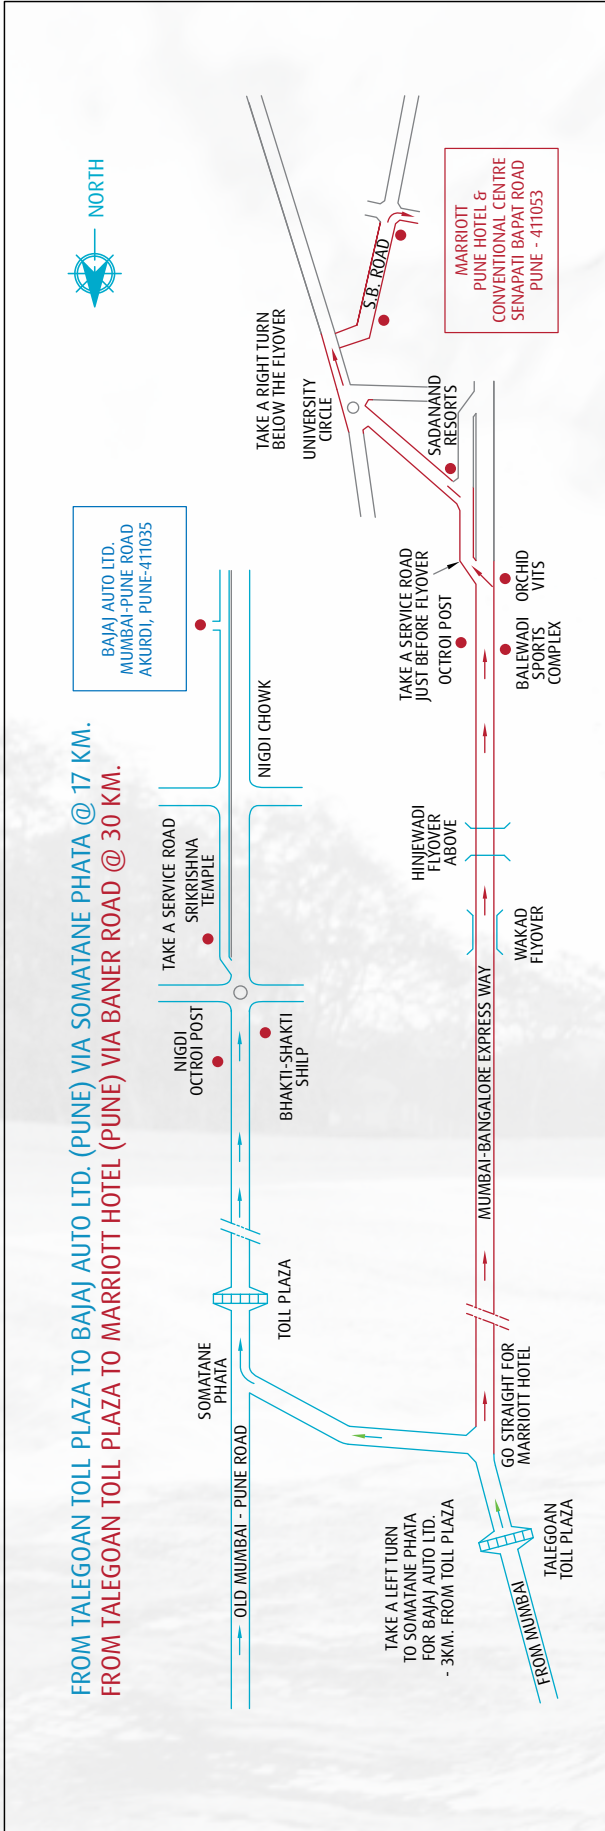 FROM TALEGOAN TOLL PLAZA TO BAJAJ AUTO LTD. (PUNE) VIA SOMATANE PHATA @ 17 KM.
FROM TALEGOAN TOLL PLAZA TO MARRIOTT HOTEL (PUNE) VIA BANER ROAD @ 30 KM.
NORTH
BAJAJ AUTO LTD.
MUMBAI-PUNE ROAD
AKURDI, PUNE-411035
OLD MUMBAI - PUNE ROAD
SOMATANE
PHATA
TOLL PLAZA
NIGDI
OCTROI POST
BHAKTI-SHAKTI
SHILP
TAKE A SERVICE ROAD
SRIKRISHNA
TEMPLE
NIGDI CHOWK
TAKE A RIGHT TURN
BELOW THE FLYOVER
UNIVERSITY
CIRCLE
S.B. ROAD
MARRIOTT
PUNE HOTEL &
CONVENTIONAL CENTRE
SENAPATI BAPAT ROAD
PUNE - 411053
TAKE A LEFT TURN
TO SOMATANE PHATA
FOR BAJAJ AUTO LTD.
- 3KM. FROM TOLL PLAZA
FROM MUMBAI
TALEGOAN
TOLL PLAZA
GO STRAIGHT FOR
MARRIOTT HOTEL
MUMBAI-BANGALORE EXPRESS WAY
WAKAD
FLYOVER
HINJEWADI
FLYOVER
ABOVE
TAKE A SERVICE ROAD
JUST BEFORE FLYOVER
OCTROI POST
BALEWADI
SPORTS
COMPLEX
ORCHID
VITS
SADANAND
RESORTS